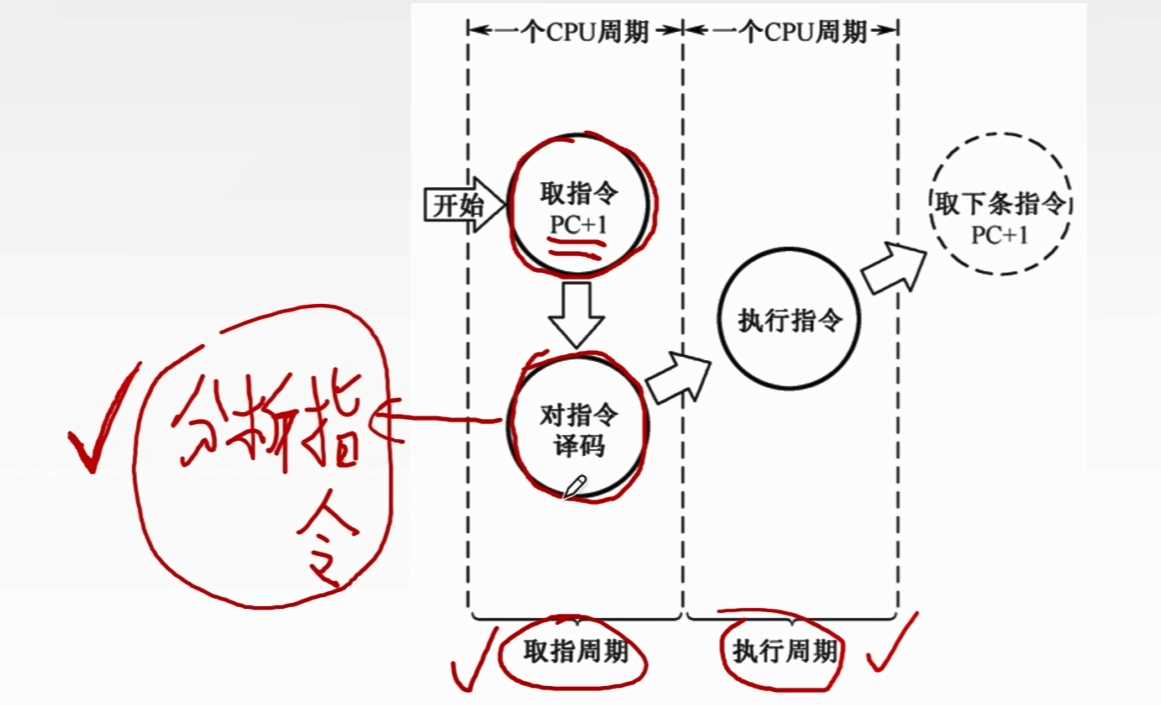 一个CPU周期
一个CPU周期
开始
取指令
PC+1
取下条指令
PC+1
执行指令
对指令
译码
分析指
令
取指周期
执行周期